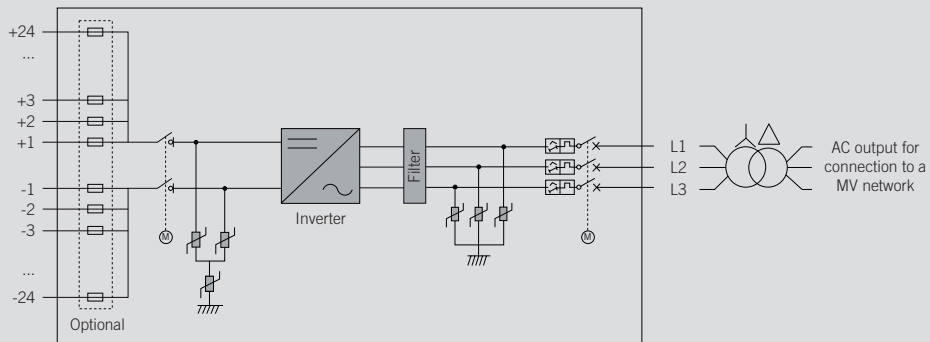 +24
...
+3
+2
+1
-1
-2
-3
...
-24
Optional
M
Inverter
Filter
M
L1
L2
L3
AC output for
connection to a
MV network